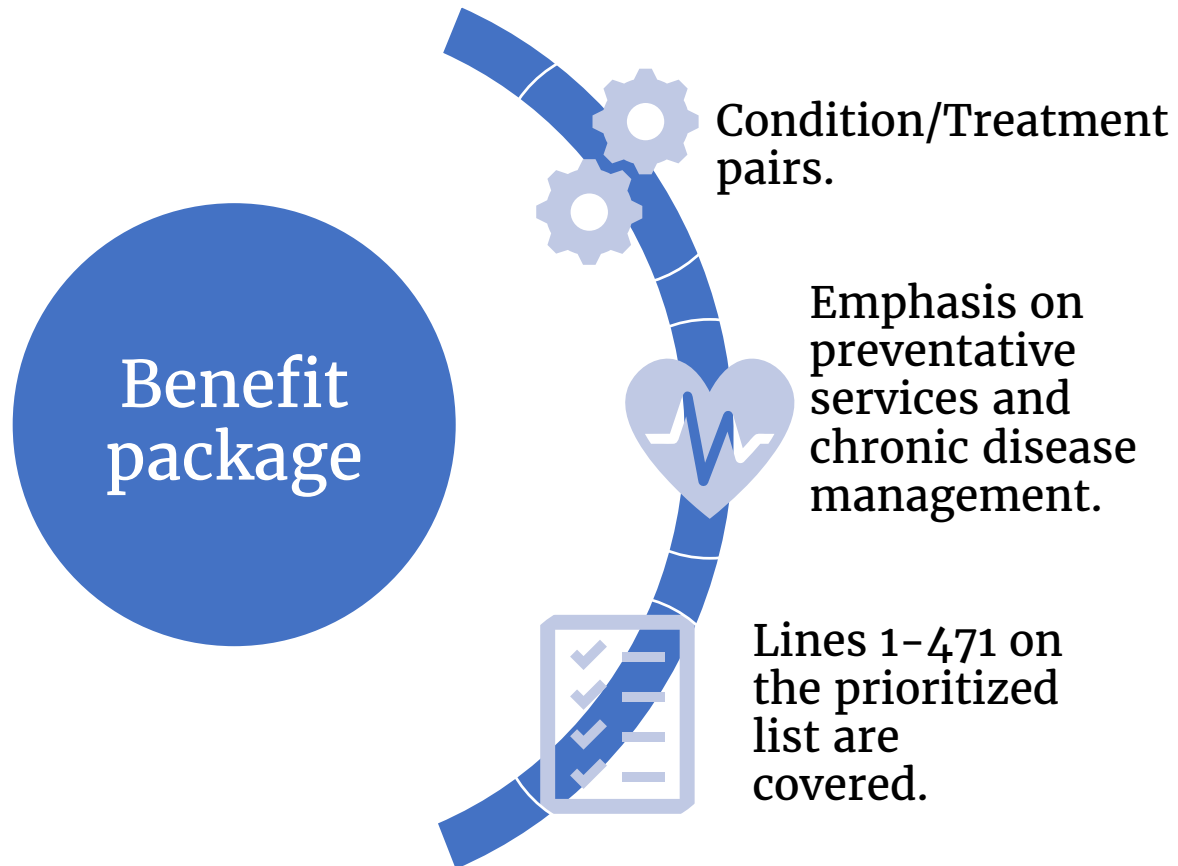 Benefit
package
Condition/Treatment
pairs.
Emphasis on
preventative
services and
chronic disease
management.
Lines 1-471 on
the prioritized
list are
covered.